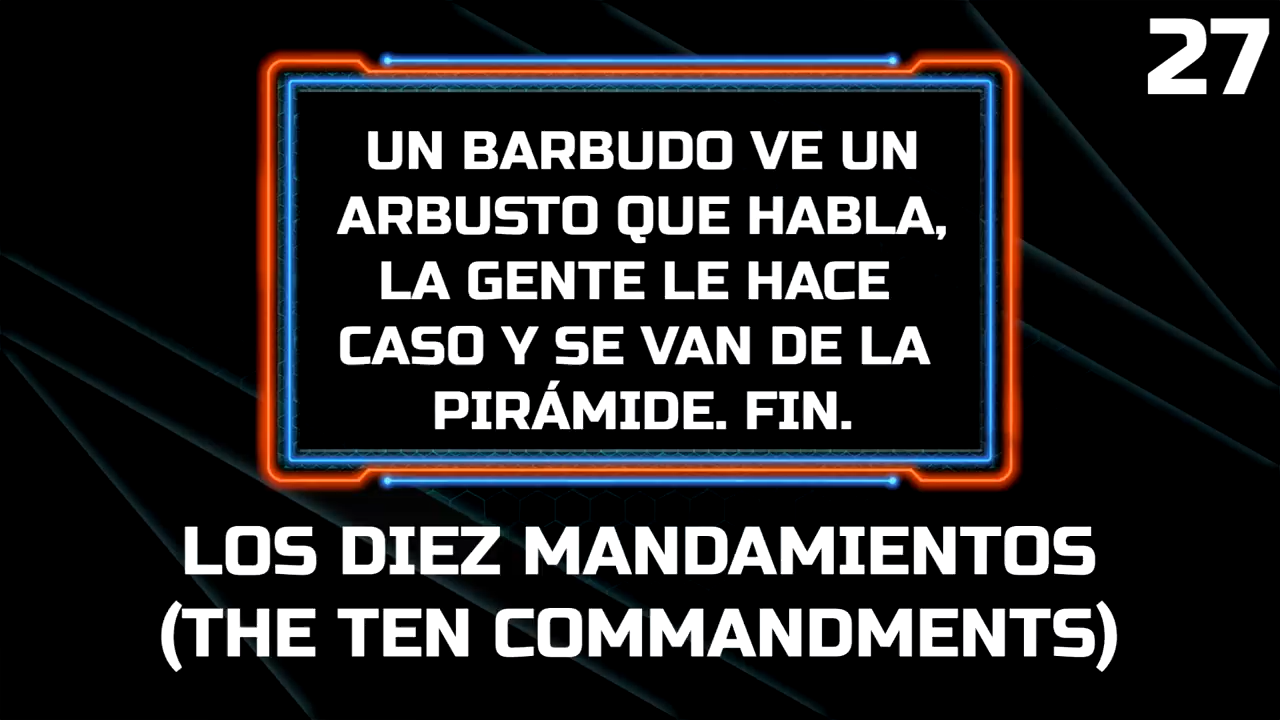 27
UN BARBUDO VE UN
ARBUSTO QUE HABLA,
LA GENTE LE HACE
CASO Y SE VAN DE LA
PIRÁMIDE. FIN.
LOS DIEZ MANDAMIENTOS
(THE TEN COMMANDMENTS)